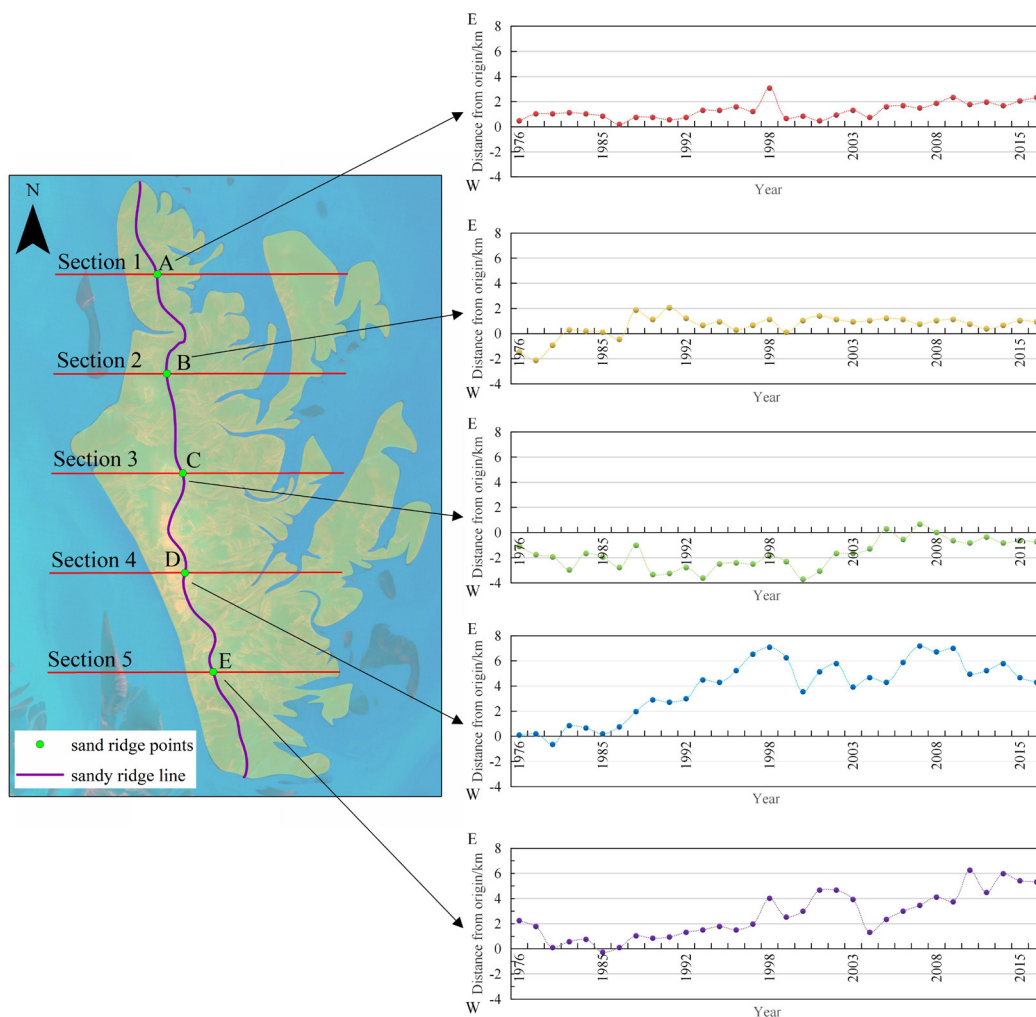 N
Section 1
A
Section 2
B
Section 3
C
Section 4
D
Section 5
E
sand ridge points
sandy ridge line
E
Distance from origin/km
W
8
6
4
2
0
-2
-4
1976
1985
1992
1998
2003
2008
2015
Year
E
Distance from origin/km
W
8
6
4
2
0
-2
-4
1976
1985
1992
1998
2003
2008
2015
Year
E
Distance from origin/km
W
8
6
4
2
0
-2
-4
1976
1985
1992
1998
2003
2008
2015
Year
E
Distance from origin/km
W
8
6
4
2
0
-2
-4
1976
1985
1992
1998
2003
2008
2015
Year
E
Distance from origin/km
W
8
6
4
2
0
-2
-4
1976
1985
1992
1998
2003
2008
2015
Year